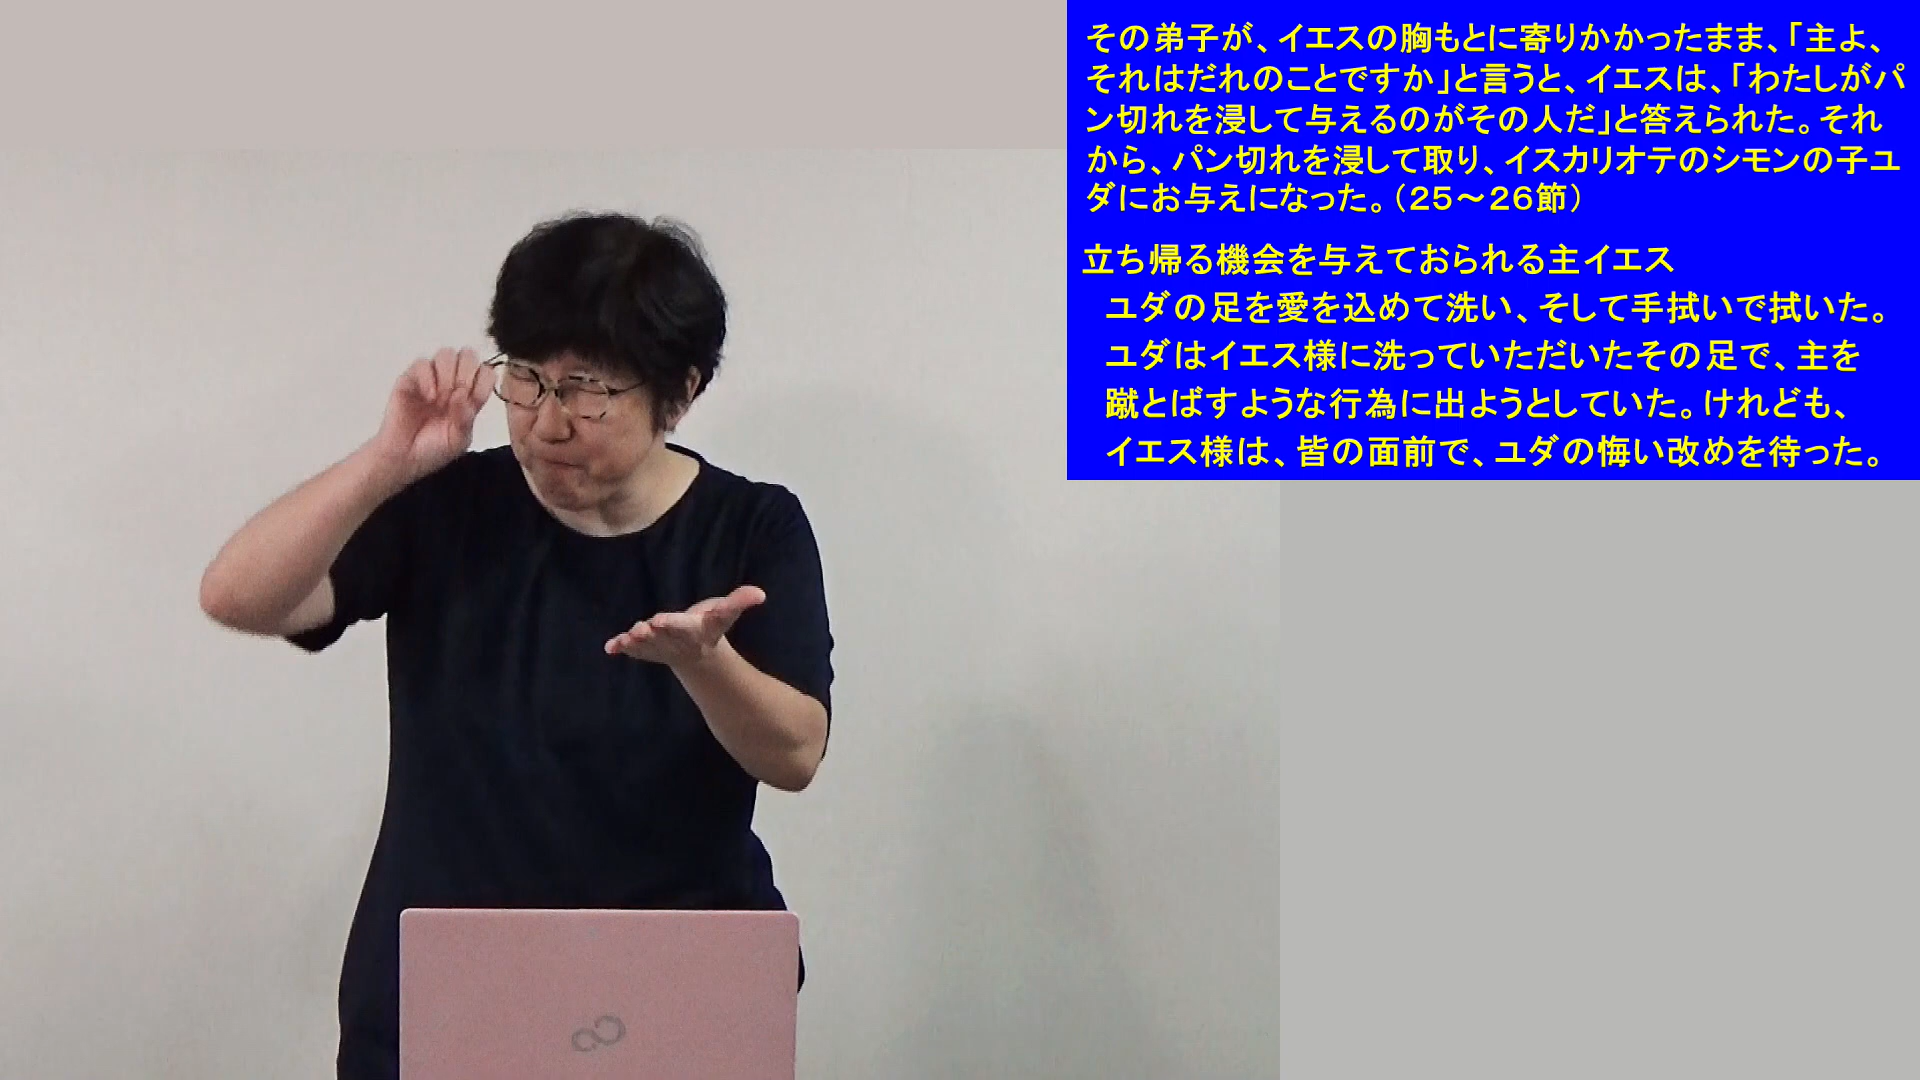 その弟子が、イエスの胸もとに寄りかかったまま、「主よ、
それはだれのことですか」と言うと、イエスは、「わたしがパ
ン切れを浸して与えるのがその人だ」と答えられた。それ
から、パン切れを浸して取り、イスカリオテのシモンの子ユ
ダにお与えになった。（２５～２６節）
立ち帰る機会を与えておられる主イエス
ユダの足を愛を込めて洗い、そして手拭いで拭いた。
ユダはイエス様に洗っていただいたその足で、主を
蹴とばすような行為に出ようとしていた。けれども、
イエス様は、皆の面前で、ユダの悔い改めを待った。